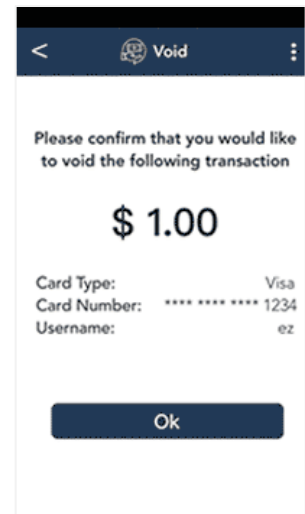 < Void
Please confirm that you would like
to void the following transaction
$ 1.00
Card Type: Visa
Card Number: **** **** **** 1234
Username: ez
Ok